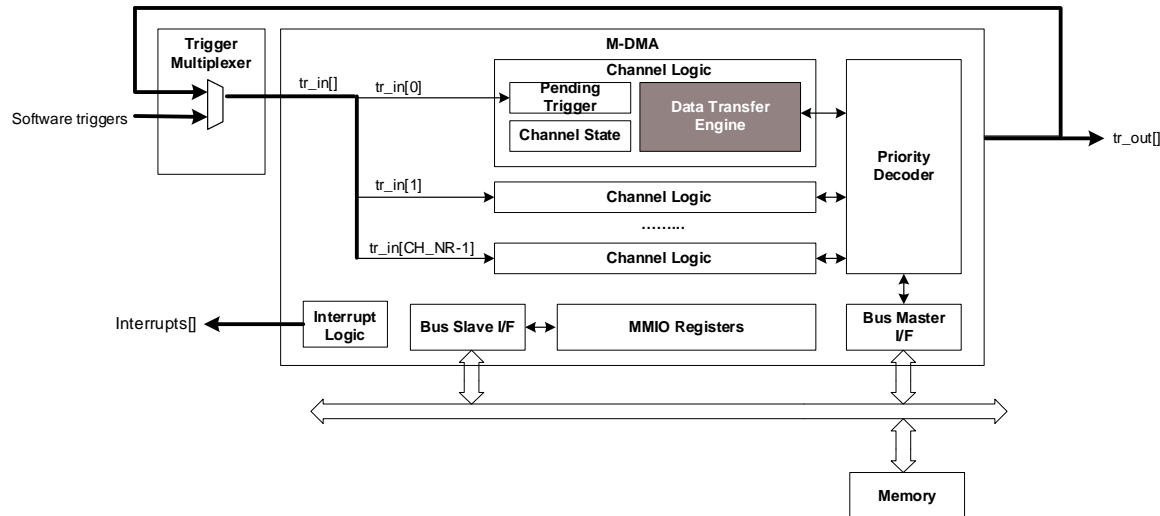 Trigger
Multiplexer
M-DMA
Channel Logic
tr_in[]
tr_in[0]
Pending
Trigger
Data Transfer
Engine
Software triggers
Channel State
tr_out[]
Priority
Decoder
tr_in[1]
Channel Logic
.........
tr_in[CH_NR-1]
Channel Logic
Interrupts[]
Interrupt
Logic
Bus Slave I/F
MMIO Registers
Bus Master
I/F
Memory